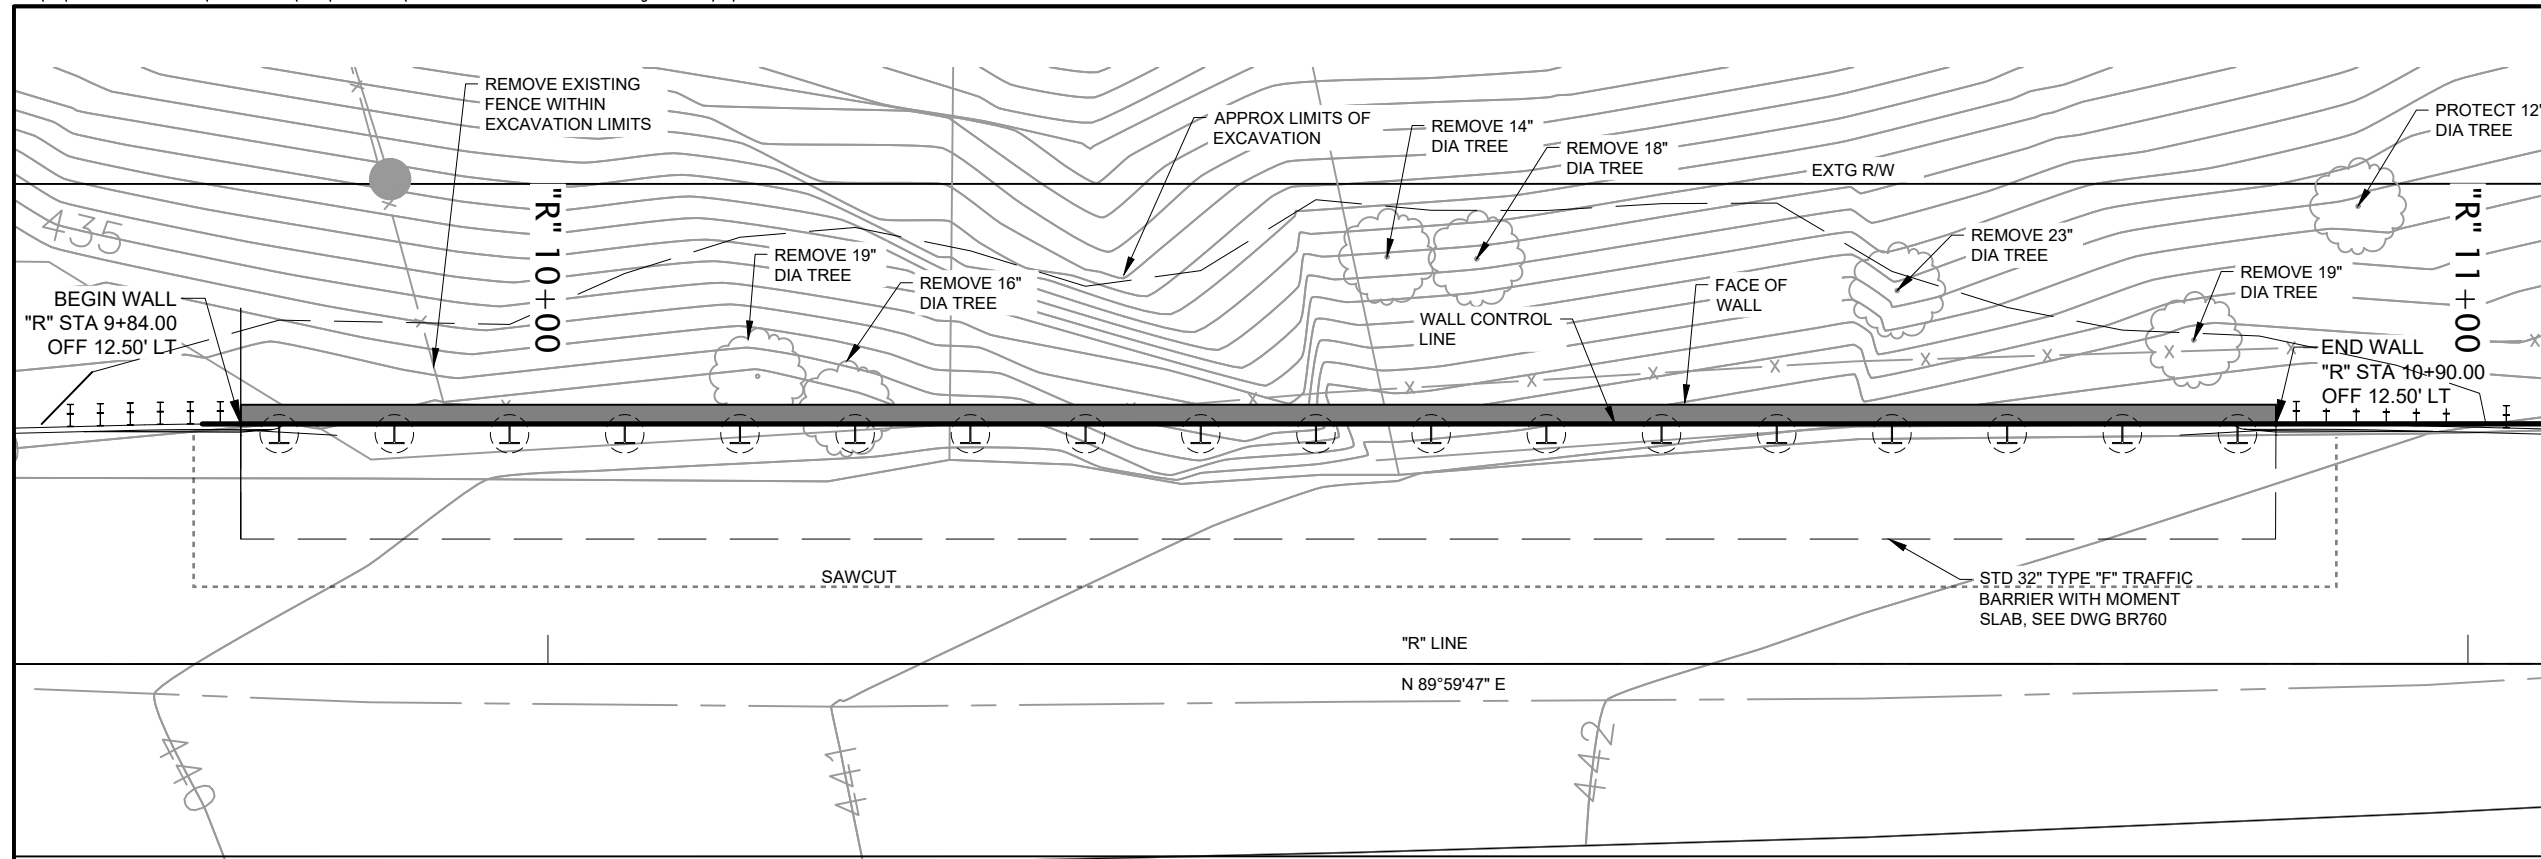 REMOVE EXISTING
FENCE WITHIN
EXCAVATION LIMITS
APPROX LIMITS OF
EXCAVATION
REMOVE 14"
DIA TREE
REMOVE 18"
DIA TREE
EXTG R/W
PROTECT 12"
DIA TREE
435
"R" 10+00
"R" 11+00
REMOVE 19"
DIA TREE
REMOVE 16"
DIA TREE
REMOVE 23"
DIA TREE
REMOVE 19"
DIA TREE
BEGIN WALL
"R" STA 9+84.00
OFF 12.50' LT
WALL CONTROL
LINE
FACE OF
WALL
END WALL
"R" STA 10+90.00
OFF 12.50' LT
SAWCUT
STD 32" TYPE "F" TRAFFIC
BARRIER WITH MOMENT
SLAB, SEE DWG BR760
"R" LINE
N 89°59'47" E
440
441
442